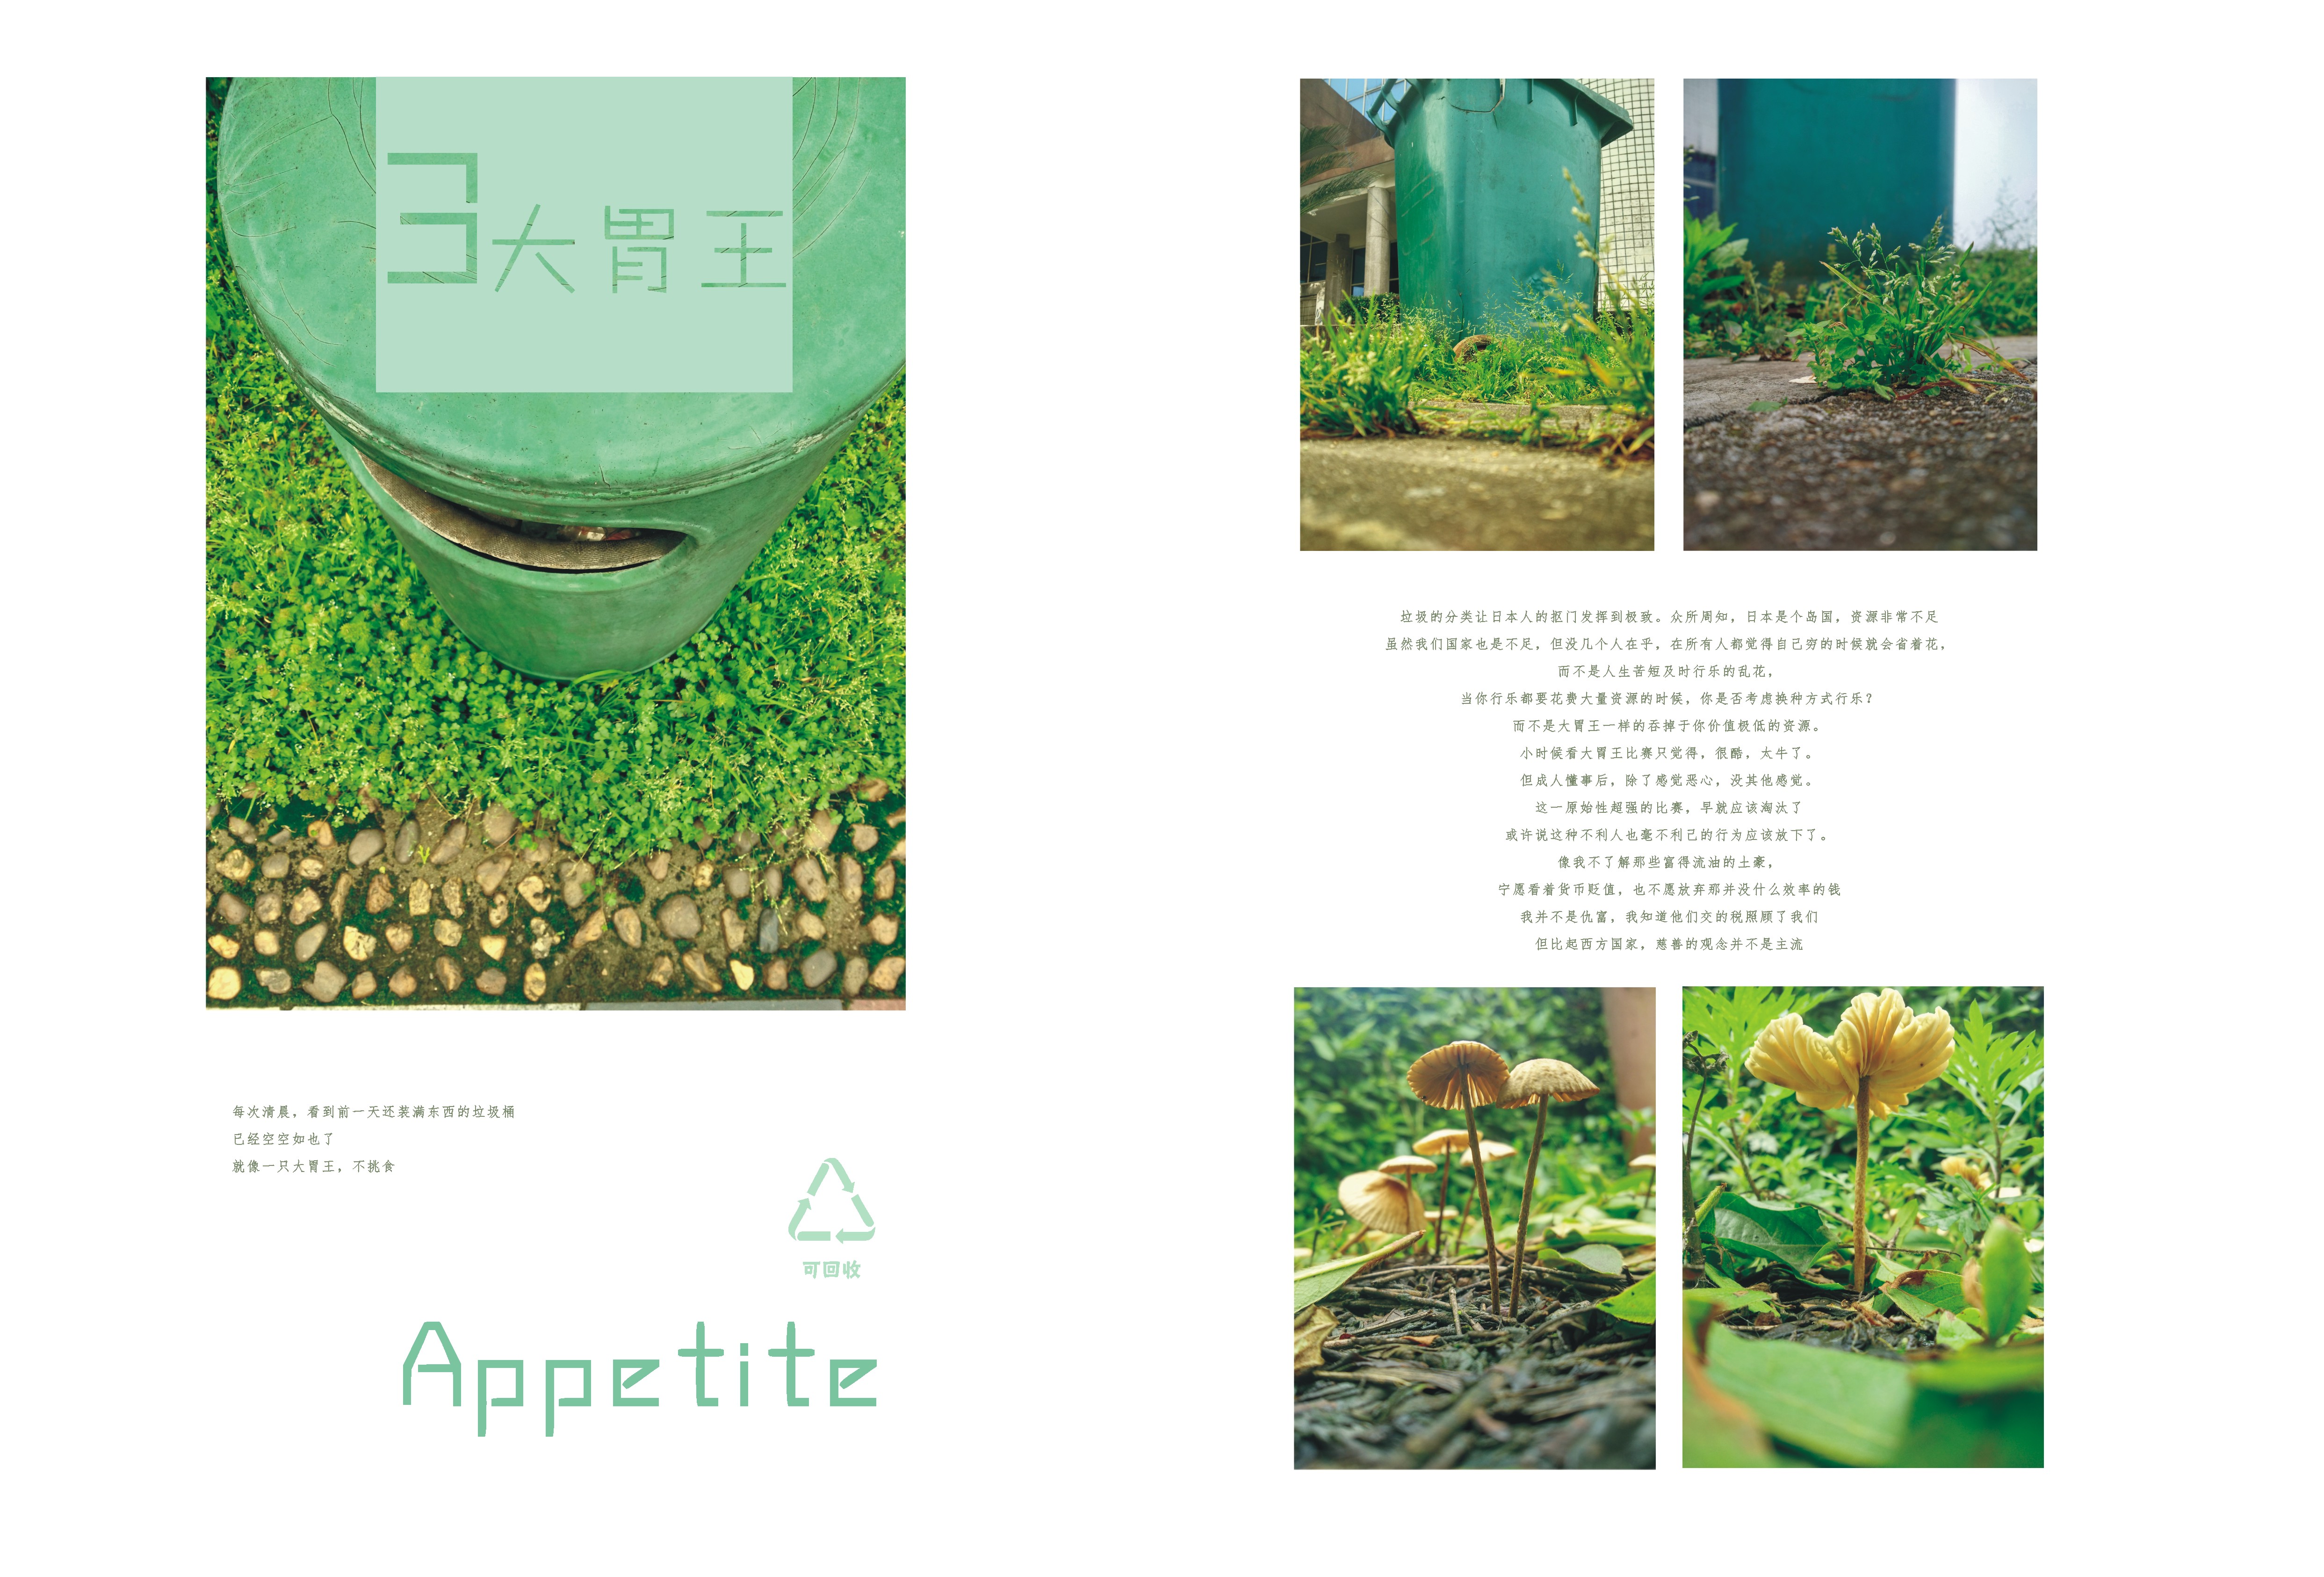 3大胃王
每次清晨，看到前一天还装满东西的垃圾桶
已经空空如也了
就像一只大胃王，不挑食
可回收
Appetite
垃圾的分类让日本人的抠门发挥到极致。众所周知，日本是个岛国，资源非常不足
虽然我们国家也是不足，但没几个人在乎，在所有人都觉得自己穷的时候就会省着花，
而不是人生苦短及时行乐的乱花，
当你行乐都要花费大量资源的时候，你是否考虑换种方式行乐？
而不是大胃王一样的吞掉于你价值极低的资源。
小时候看大胃王比赛只觉得，很酷，太牛了。
但成人懂事后，除了感觉恶心，没其他感觉。
这一原始性超强的比赛，早就应该淘汰了
或许说这种不利人也毫不利己的行为应该放下了。
像我不了解那些富得流油的土豪，
宁愿看着货币贬值，也不愿放弃那并没什么效率的钱
我并不是仇富，我知道他们交的税照顾了我们
但比起西方国家，慈善的观念并不是主流